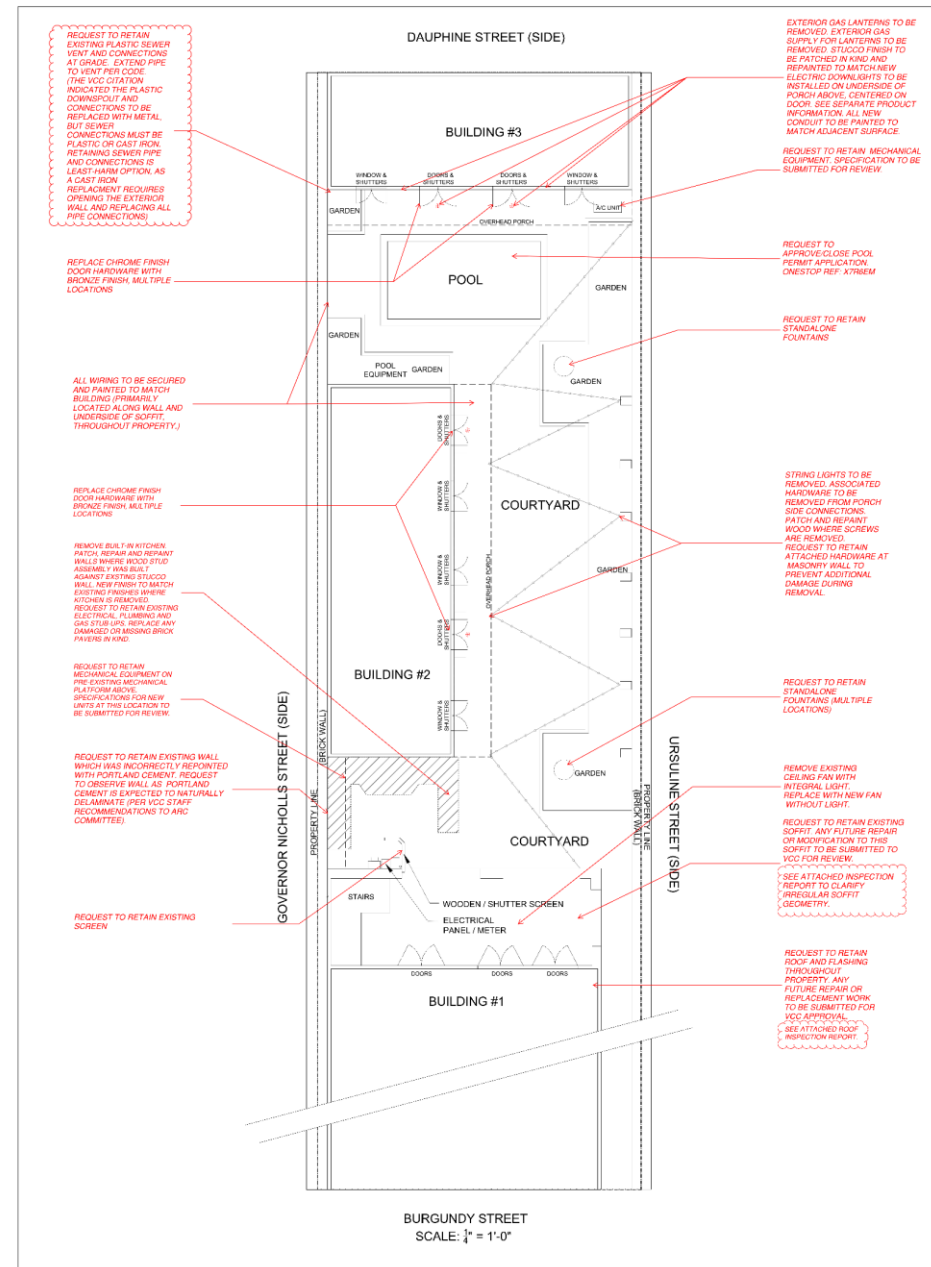 DAUPHINE STREET (SIDE)
REQUEST TO RETAIN
EXISTING PLASTIC SEWER
VENT AND CONNECTIONS
AT GRADE. EXTEND PIPE
TO VENT PER CODE.
(THE VCC CITATION
INDICATED THE PLASTIC
DOWNSPOUT AND
CONNECTIONS TO BE
REPLACED WITH METAL,
BUT SEWER
CONNECTIONS MUST BE
PLASTIC OR CAST IRON.
RETAINING SEWER PIPE
AND CONNECTIONS IS
LEAST-HARM OPTION, AS
A CAST IRON
REPLACMENT REQUIRES
OPENING THE EXTERIOR
WALL AND REPLACING ALL
PIPE CONNECTIONS)
REPLACE CHROME FINISH
DOOR HARDWARE WITH
BRONZE FINISH, MULTIPLE
LOCATIONS
ALL WIRING TO BE SECURED
AND PAINTED TO MATCH
BUILDING (PRIMARILY
LOCATED ALONG WALL AND
UNDERSIDE OF SOFFIT,
THROUGHOUT PROPERTY.)
REPLACE CHROME FINISH
DOOR HARDWARE WITH
BRONZE FINISH, MULTIPLE
LOCATIONS
REMOVE BUILT-IN KITCHEN
PATCH, REPAIR AND REPAINT
WALLS WHERE WOOD STUD
ASSEMBLY WAS BUILT
AGAINST EXSTING STUCCO
WALL. NEW FINISH TO MATCH
EXISTING FINISHES WHERE
KITCHEN IS REMOVED.
REQUEST TO RETAIN EXISTING
ELECTRICAL, PLUMBING AND
GAS STUB-UPS. REPLACE ANY
DAMAGED OR MISSING BRICK
PAVERS IN KIND.
REQUEST TO RETAIN
MECHANICAL EQUIPMENT ON
PRE-EXISTING MECHANICAL
PLATFORM ABOVE.
SPECIFICATIONS FOR NEW
UNITS AT THIS LOCATION TO
BE SUBMITTED FOR REVIEW.
REQUEST TO RETAIN EXISTING WALL
WHICH WAS INCORRECTLY REPOINTED
WITH PORTLAND CEMENT. REQUEST
TO OBSERVE WALL AS PORTLAND
CEMENT IS EXPECTED TO NATURALLY
DELAMINATE (PER VCC STAFF
RECOMMENDATIONS TO ARC
COMMITTEE).
REQUEST TO RETAIN EXISTING
SCREEN
BUILDING #3
WINDOW &
SHUTTERS
DOORS &
SHUTTERS
DOORS &
SHUTTERS
WINDOW &
SHUTTERS
GARDEN
A/C UNIT
OVERHEAD PORCH
POOL
GARDEN
GARDEN
POOL
EQUIPMENT
GARDEN
GARDEN
DOORS &
SHUTTERS
WINDOW &
SHUTTERS
COURTYARD
WINDOW &
SHUTTERS
OVERHEAD PORCH
GARDEN
DOORS &
SHUTTERS
BUILDING #2
WINDOW &
SHUTTERS
GARDEN
GOVERNOR NICHOLLS STREET (SIDE)
PROPERTY LINE
(BRICK WALL)
URSULINE STREET (SIDE)
PROPERTY LINE
(BRICK WALL)
COURTYARD
STAIRS
WOODEN / SHUTTER SCREEN
ELECTRICAL
PANEL / METER
DOORS
DOORS
DOORS
BUILDING #1
EXTERIOR GAS LANTERNS TO BE
REMOVED. EXTERIOR GAS
SUPPLY FOR LANTERNS TO BE
REMOVED. STUCCO FINISH TO
BE PATCHED IN KIND AND
REPAINTED TO MATCH.NEW
ELECTRIC DOWNLIGHTS TO BE
INSTALLED ON UNDERSIDE OF
PORCH ABOVE, CENTERED ON
DOOR. SEE SEPARATE PRODUCT
INFORMATION. ALL NEW
CONDUIT TO BE PAINTED TO
MATCH ADJACENT SURFACE.
REQUEST TO RETAIN MECHANICAL
EQUIPMENT. SPECIFICATION TO BE
SUBMITTED FOR REVIEW
REQUEST TO
APPROVE/CLOSE POOL
PERMIT APPLICATION.
ONESTOP REF: X7R6EM
REQUEST TO RETAIN
STANDALONE
FOUNTAINS
STRING LIGHTS TO BE
REMOVED. ASSOCIATED
HARDWARE TO BE
REMOVED FROM PORCH
SIDE CONNECTIONS.
PATCH AND REPAINT
WOOD WHERE SCREWS
ARE REMOVED.
REQUEST TO RETAIN
ATTACHED HARDWARE AT
MASONRY WALL TO
PREVENT ADDITIONAL
DAMAGE DURING
REMOVAL.
REQUEST TO RETAIN
STANDALONE
FOUNTAINS (MULTIPLE
LOCATIONS)
REMOVE EXISTING
CEILING FAN WITH
INTEGRAL LIGHT.
REPLACE WITH NEW FAN
WITHOUT LIGHT.
REQUEST TO RETAIN EXISTING
SOFFIT. ANY FUTURE REPAIR
OR MODIFICATION TO THIS
SOFFIT TO BE SUBMITTED TO
VCC FOR REVIEW.
SEE ATTACHED INSPECTION
REPORT TO CLARIFY
IRREGULAR SOFFIT
GEOMETRY.
REQUEST TO RETAIN
ROOF AND FLASHING
THROUGHOUT
PROPERTY. ANY
FUTURE REPAIR OR
REPLACEMENT WORK
TO BE SUBMITTED FOR
VCC APPROVAL.
SEE ATTACHED ROOF
INSPECTION REPORT.
BURGUNDY STREET
SCALE: 1/4" = 1'-0"